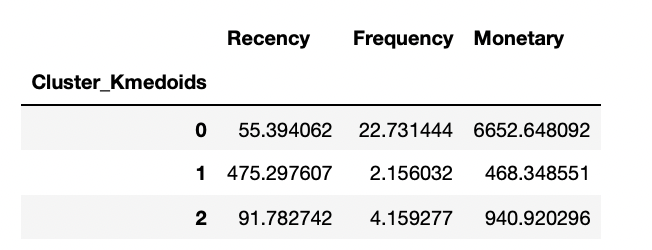 Recency Frequency Monetary
Cluster_Kmedoids
0 55.394062 22.731444 6652.648092
1 475.297607 2.156032 468.348551
2 91.782742 4.159277 940.920296